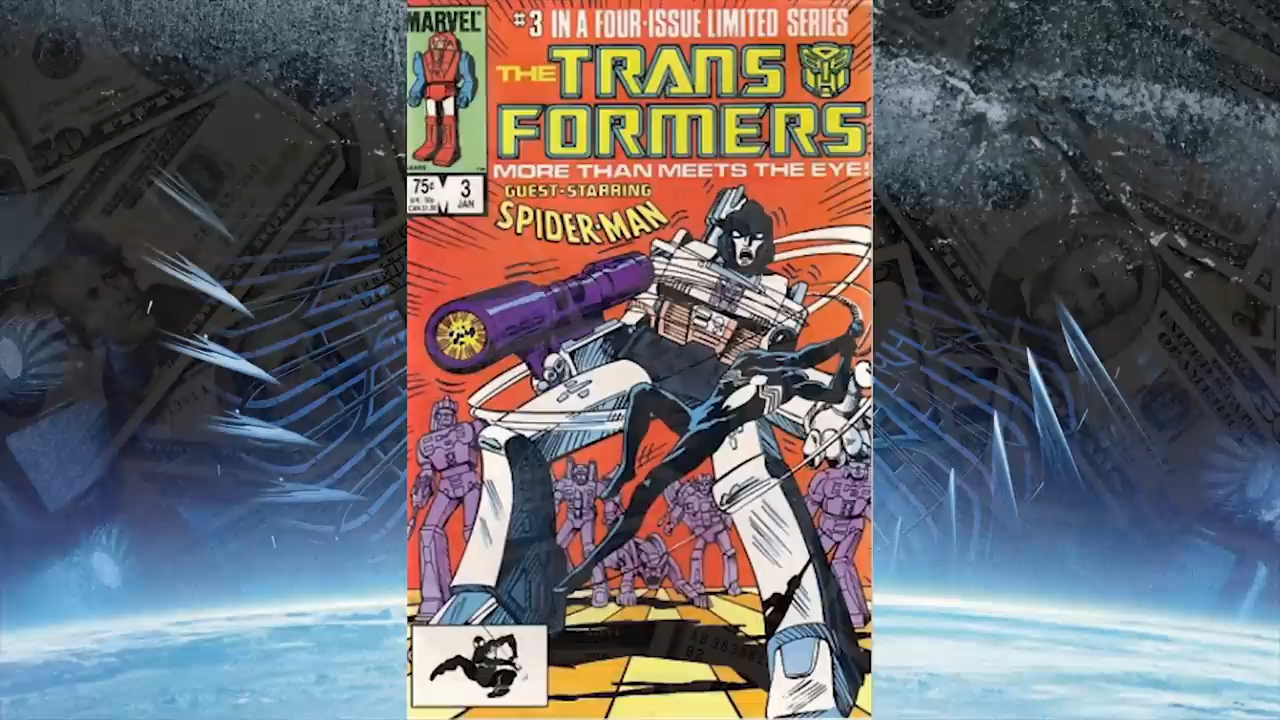 MARVEL
#3 IN A FOUR-ISSUE LIMITED SERIES
THE TRANS
FORMERS
MORE THAN MEETS THE EYE!
75¢
3
JAN
GUEST-STARRING
SPIDER-MAN